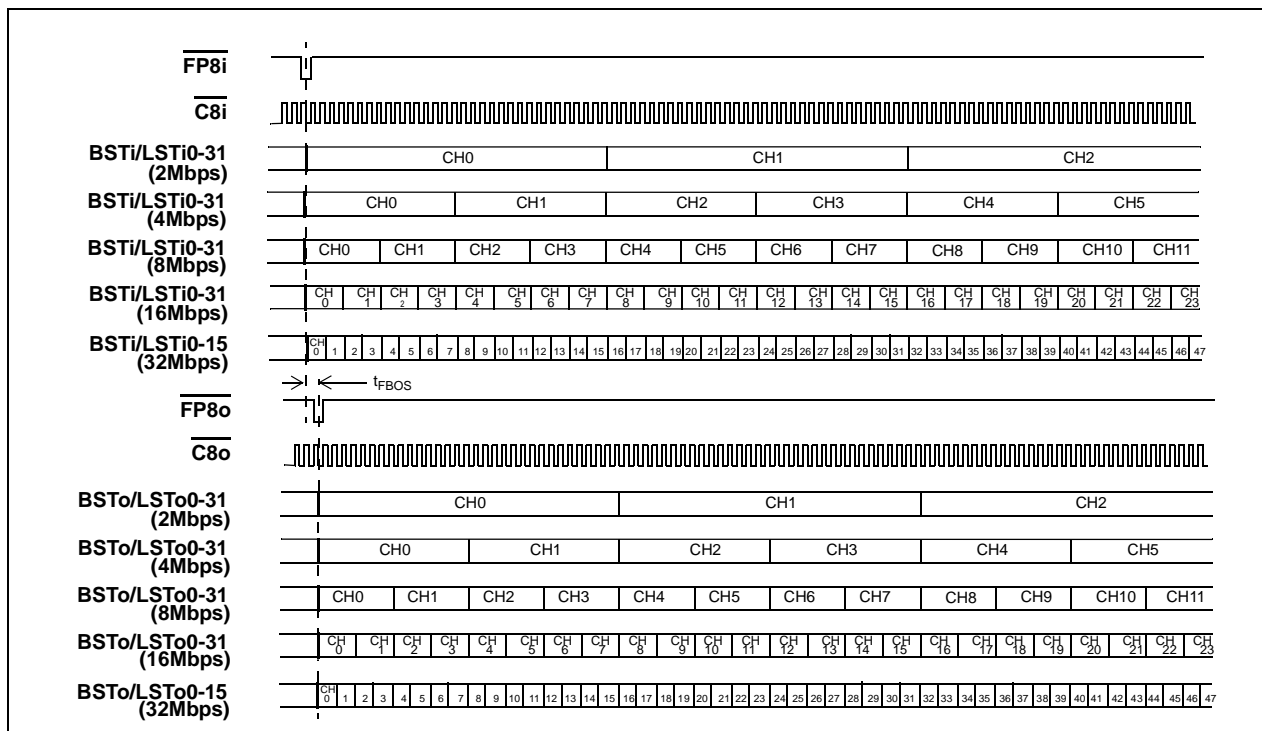 FP8i
C8i
BSTi/LSTi0-31
(2Mbps)
CH0 CH1 CH2
BSTi/LSTi0-31
(4Mbps)
CH0 CH1 CH2 CH3 CH4 CH5
BSTi/LSTi0-31
(8Mbps)
CH0 CH1 CH2 CH3 CH4 CH5 CH6 CH7 CH8 CH9 CH10 CH11
BSTi/LSTi0-31
(16Mbps)
CH CH CH CH CH CH CH CH CH CH CH CH CH CH CH CH CH CH CH CH CH CH CH CH
0 1 2 3 4 5 6 7 8 9 10 11 12 13 14 15 16 17 18 19 20 21 22 23
BSTi/LSTi0-15
(32Mbps)
CH
0 1 2 3 4 5 6 7 8 9 10 11 12 13 14 15 16 17 18 19 20 21 22 23 24 25 26 27 28 29 30 31 32 33 34 35 36 37 38 39 40 41 42 43 44 45 46 47
tFBOS
FP8o
C8o
BSTo/LSTo0-31
(2Mbps)
CH0 CH1 CH2
BSTo/LSTo0-31
(4Mbps)
CH0 CH1 CH2 CH3 CH4 CH5
BSTo/LSTo0-31
(8Mbps)
CH0 CH1 CH2 CH3 CH4 CH5 CH6 CH7 CH8 CH9 CH10 CH11
BSTo/LSTo0-31
(16Mbps)
CH CH CH CH CH CH CH CH CH CH CH CH CH CH CH CH CH CH CH CH CH CH CH CH
0 1 2 3 4 5 6 7 8 9 10 11 12 13 14 15 16 17 18 19 20 21 22 23
BSTo/LSTo0-15
(32Mbps)
CH
0 1 2 3 4 5 6 7 8 9 10 11 12 13 14 15 16 17 18 19 20 21 22 23 24 25 26 27 28 29 30 31 32 33 34 35 36 37 38 39 40 41 42 43 44 45 46 47